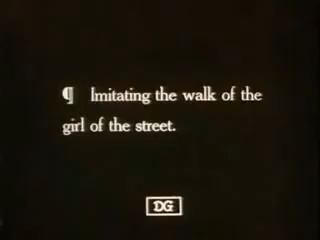 ¶ Imitating the walk of the
girl of the street.
DG